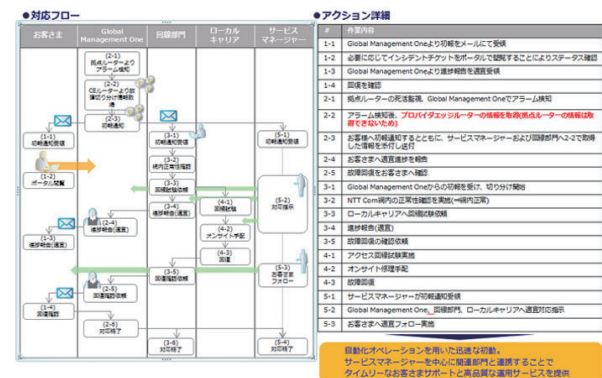 ●対応フロー
お客さま
Global
Management One
回線部門
ローカル
キャリア
サービス
マネージャー
(2-1)
拠点ルーターより
アラーム検知
(2-2)
CEルーターより故
障切り分け情報取
得
(2-3)
初期通知
(1-1)
初報通知受領
(3-1)
初報通知受領
(5-1)
初報通知受領
(1-2)
ポータル閲覧
(3-2)
網内正常性確認
(3-3)
回線試験依頼
(4-1)
回線試験
(5-2)
対応指示
(3-4)
進捗報告(適宜)
(2-4)
進捗報告(適宜)
(1-3)
進捗報告(適宜)
(4-2)
オンサイト手配
(4-3)
回復
(3-5)
回復確認依頼
(5-3)
お客さま
フォロー
(2-5)
回復確認依頼
(1-4)
回復確認
(2-6)
対応終了
(3-6)
対応終了
(5-4)
対応終了
●アクション詳細
# 作業内容
1-1 Global Management Oneより初報をメールにて受領
1-2 必要に応じてインシデントチケットをポータルで閲覧することによりステータス確認
1-3 Global Management Oneより進捗報告を適宜受領
1-4 回復を確認
2-1 拠点ルーターの死活監視、Global Management Oneでアラーム検知
2-2 アラーム検知後、プロバイダエッジルーターの情報を取得(拠点ルーターの情報は取
得できないため)
2-3 お客様へ初報通知するとともに、サービスマネージャーおよび回線部門へ2-2で取得
した情報を添付し送付
2-4 お客さまへ適宜進捗を報告
2-5 故障回復をお客さまへ確認
3-1 Global Management Oneからの初報を受け、切り分け開始
3-2 NTT Com網内の正常性確認を実施(⇒網内正常)
3-3 ローカルキャリアへ回線試験依頼
3-4 進捗報告(適宜)
3-5 故障回復の確認依頼
4-1 アクセス回線試験実施
4-2 オンサイト修理手配
4-3 故障回復
5-1 サービスマネージャーが初報通知受領
5-2 Global Management One、回線部門、ローカルキャリアへ適宜対応指示
5-3 お客さまへ適宜フォロー実施
自動化オペレーションを用いた迅速な初動。
サービスマネージャーを中心に関連部門と連携することで
タイムリーなお客さまサポートと高品質な運用サービスを提供